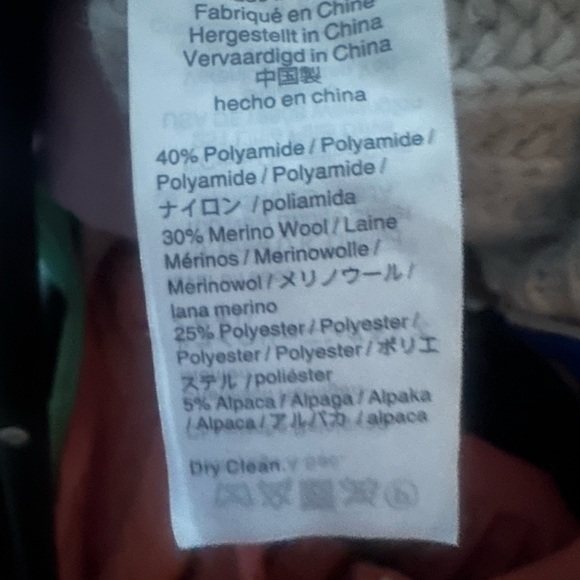 Fabriqué en Chine
Hergestellt in China
Vervaardigd in China
中国製
hecho en china
40% Polyamide / Polyamide /
Polyamide / Polyamide /
ナイロン / poliamida
30% Merino Wool / Laine
Mérinos / Merinowolle /
Merinowol / メリノウール /
lana merino
25% Polyester / Polyester /
Polyester / Polyester / ポリエ
ステル / poliéster
5% Alpaca / Alpaga / Alpaka
/ Alpaca / アルパカ / alpaca
Dry Clean.